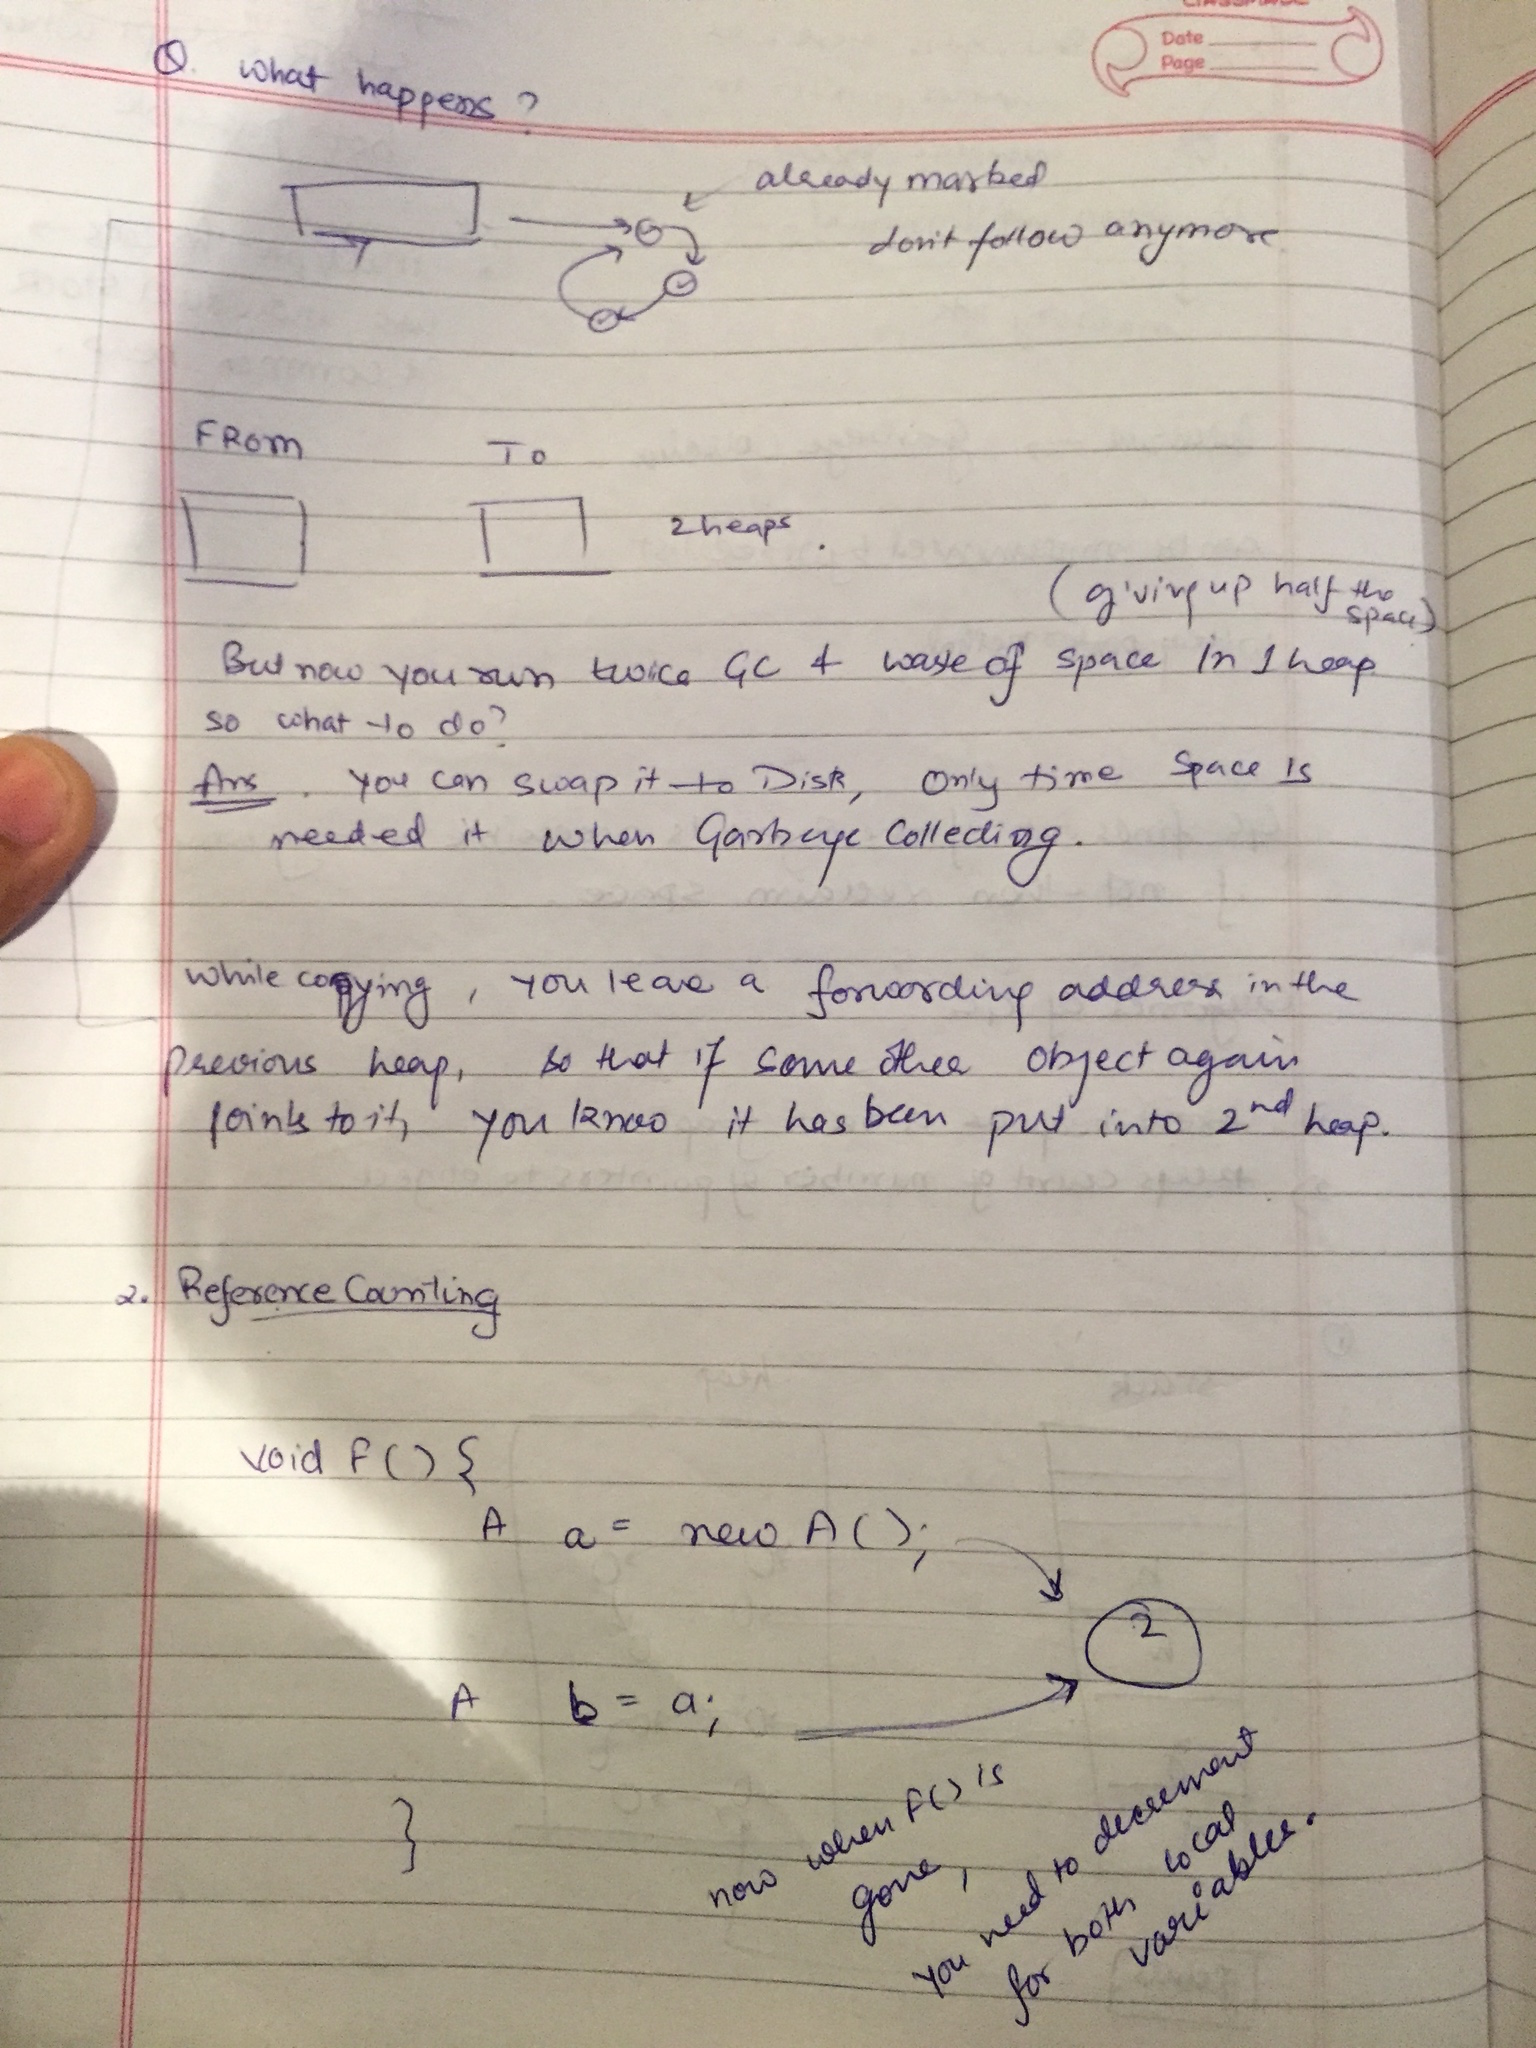 CLASSMATE
Date
Page
Q. What happens?
already marked
don't follow anymore
FROM
To
2 heaps.
(giving up half the space)
But now you run twice GC & waste of space in 1 heap
so what to do?
Ans. You can swap it to Disk, Only time space is
needed it when Garbage Collecting.
While copying, you leave a forwarding address in the
previous heap, so that if some other object again
points to it, you know it has been put into 2nd heap.
2. Reference Counting
void F() {
A a = new A();
2
A b = a;
}
now when F() is
gone,
you need to decrement
for both local
variables.